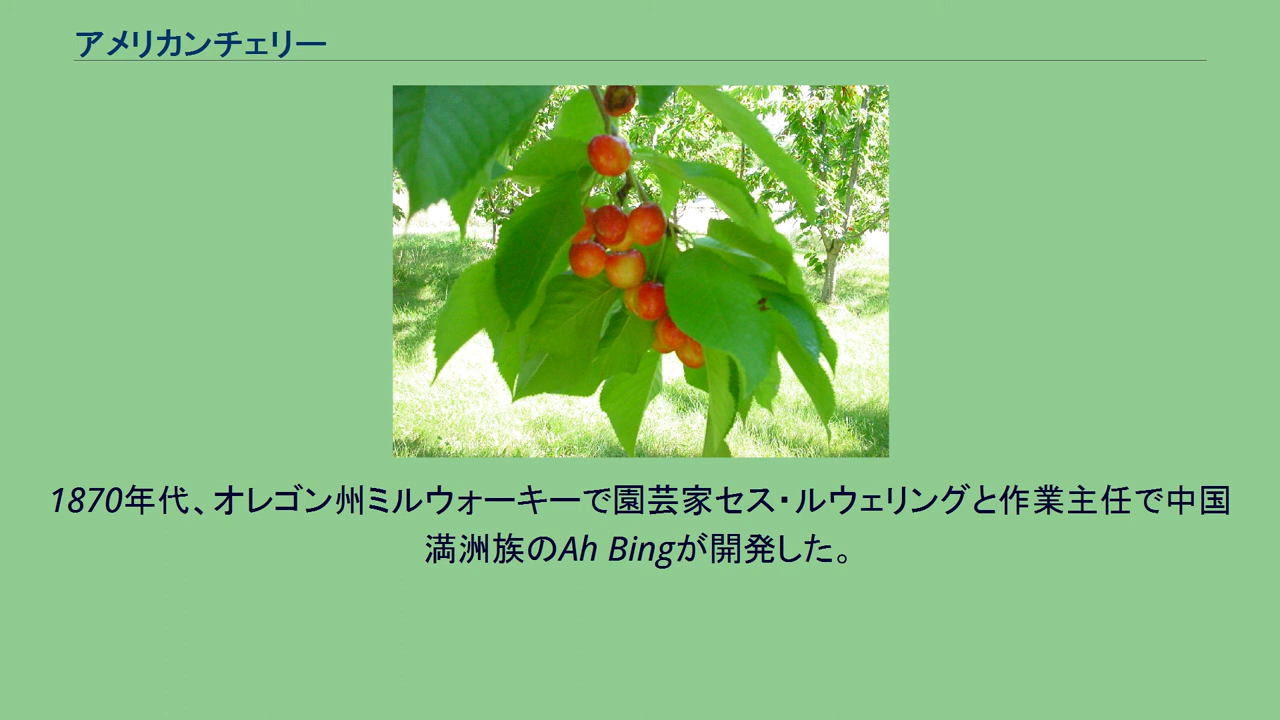 アメリカンチェリー
1870年代、オレゴン州ミルウォーキーで園芸家セス・ルウェリングと作業主任で中国
満洲族のAh Bingが開発した。